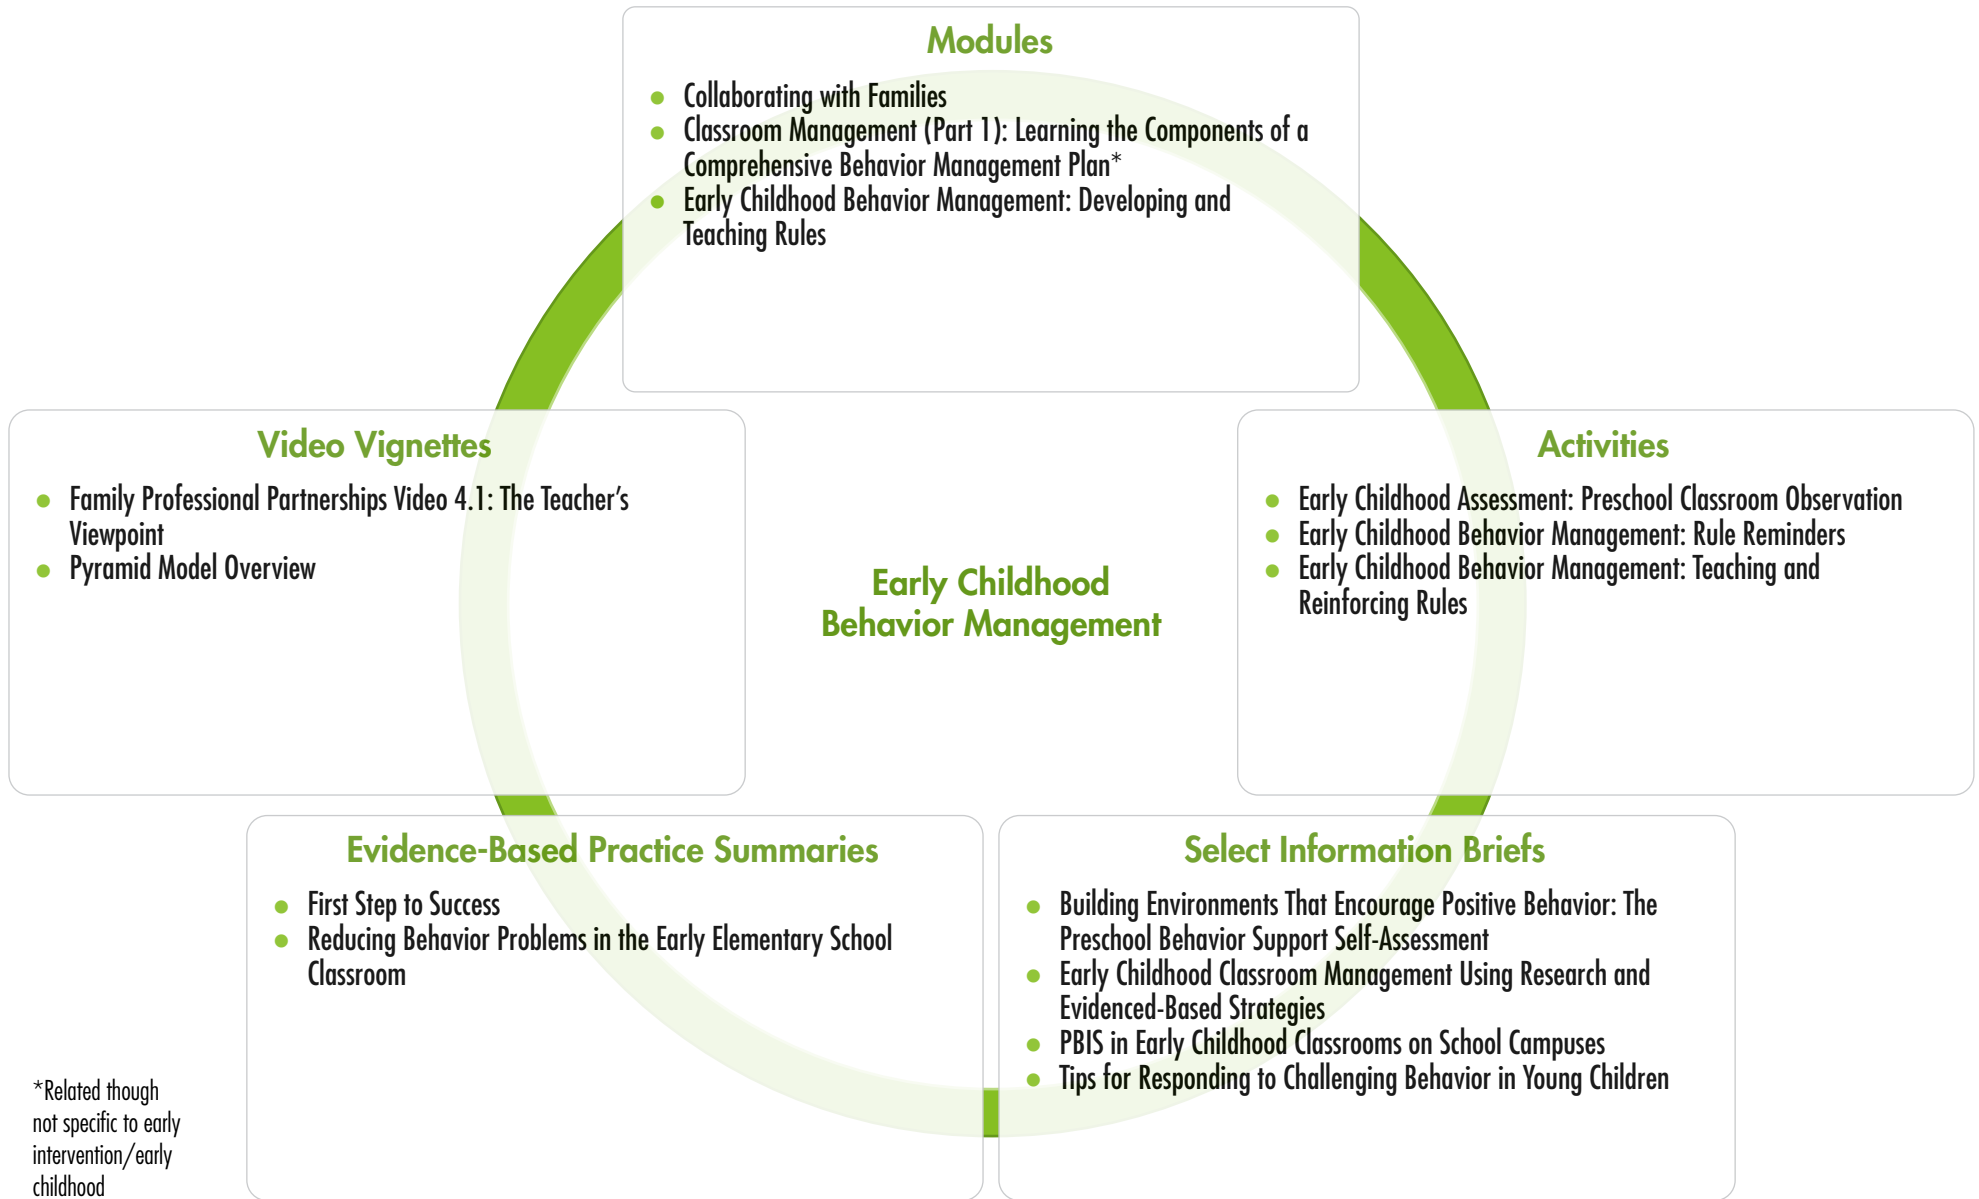 Modules
Collaborating with Families
Classroom Management (Part 1): Learning the Components of a
Comprehensive Behavior Management Plan*
Early Childhood Behavior Management: Developing and
Teaching Rules
Video Vignettes
Family Professional Partnerships Video 4.1: The Teacher’s
Viewpoint
Pyramid Model Overview
Early Childhood
Behavior Management
Activities
Early Childhood Assessment: Preschool Classroom Observation
Early Childhood Behavior Management: Rule Reminders
Early Childhood Behavior Management: Teaching and
Reinforcing Rules
Evidence-Based Practice Summaries
First Step to Success
Reducing Behavior Problems in the Early Elementary School
Classroom
Select Information Briefs
Building Environments That Encourage Positive Behavior: The
Preschool Behavior Support Self-Assessment
Early Childhood Classroom Management Using Research and
Evidenced-Based Strategies
PBIS in Early Childhood Classrooms on School Campuses
Tips for Responding to Challenging Behavior in Young Children
*Related though
not specific to early
intervention/early
childhood